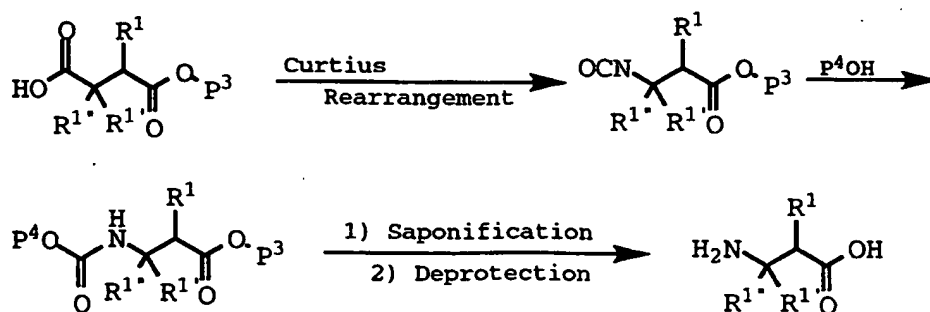 O R¹
HO O P³ R¹" R¹' O
Curtius Rearrangement
R¹
OCN O P³ R¹" R¹' O
P⁴OH
P⁴O H N R¹ O P³
O R¹" R¹' O
1) Saponification
2) Deprotection
R¹
H₂N OH
R¹" R¹' O